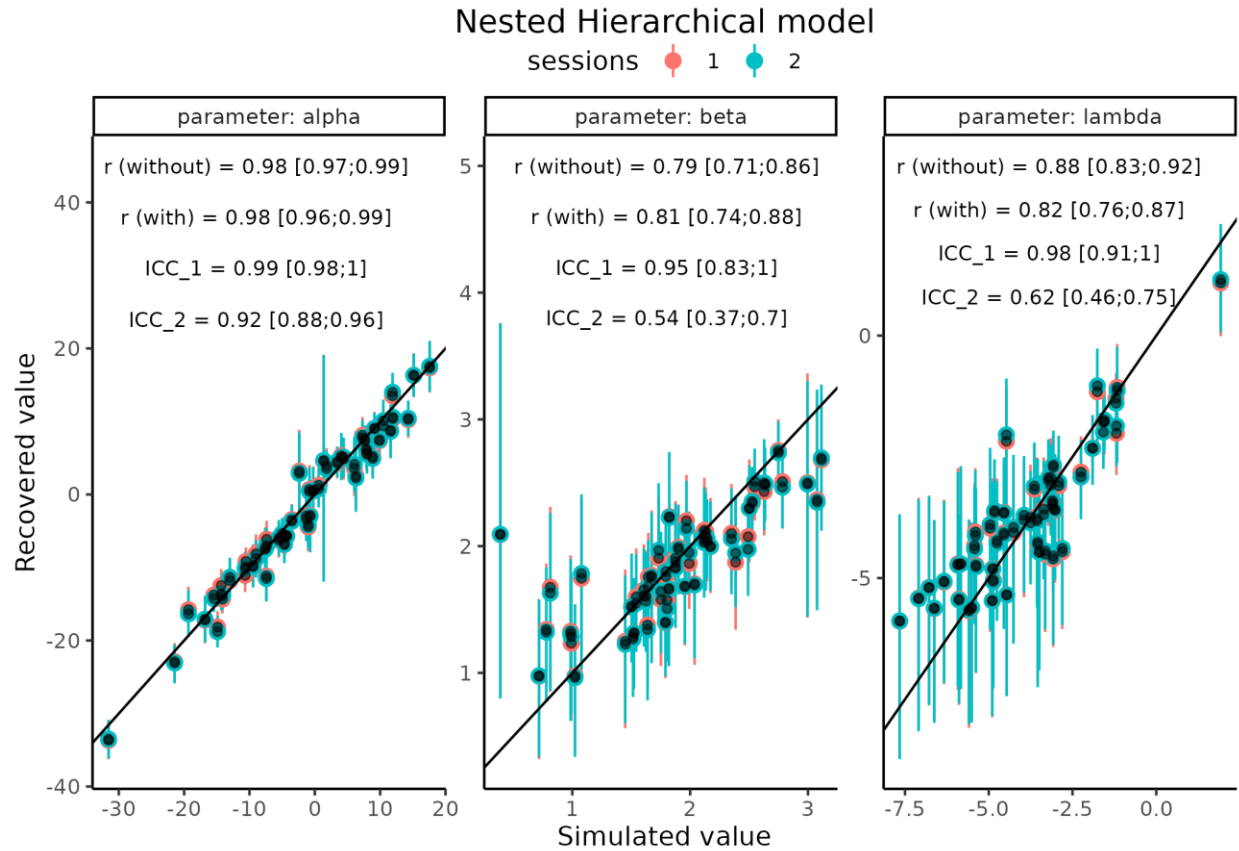 Nested Hierarchical model
sessions 1 2
parameter: alpha
r (without) = 0.98 [0.97;0.99]
r (with) = 0.98 [0.96;0.99]
ICC_1 = 0.99 [0.98;1]
ICC_2 = 0.92 [0.88;0.96]
40
20
0
-20
-40
-30 -20 -10 0 10 20
parameter: beta
r (without) = 0.79 [0.71;0.86]
r (with) = 0.81 [0.74;0.88]
ICC_1 = 0.95 [0.83;1]
ICC_2 = 0.54 [0.37;0.7]
5
4
3
2
1
1 2 3
parameter: lambda
r (without) = 0.88 [0.83;0.92]
r (with) = 0.82 [0.76;0.87]
ICC_1 = 0.98 [0.91;1]
ICC_2 = 0.62 [0.46;0.75]
0
-5
-7.5 -5.0 -2.5 0.0
Recovered value
Simulated value